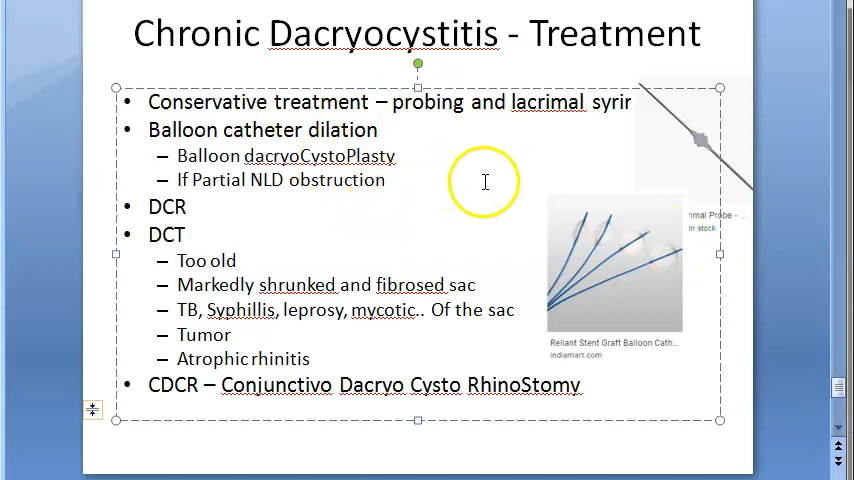 Chronic Dacryocystitis - Treatment
• Conservative treatment – probing and lacrimal syrir
• Balloon catheter dilation
– Balloon dacryoCystoPlasty
– If Partial NLD obstruction
• DCR
• DCT
– Too old
– Markedly shrunked and fibrosed sac
– TB, Syphillis, leprosy, mycotic.. Of the sac
– Tumor
– Atrophic rhinitis
• CDCR – Conjunctivo Dacryo Cysto RhinoStomy
imal Probe - ...
In stock
Reliant Stent Graft Balloon Cath...
indiamart.com